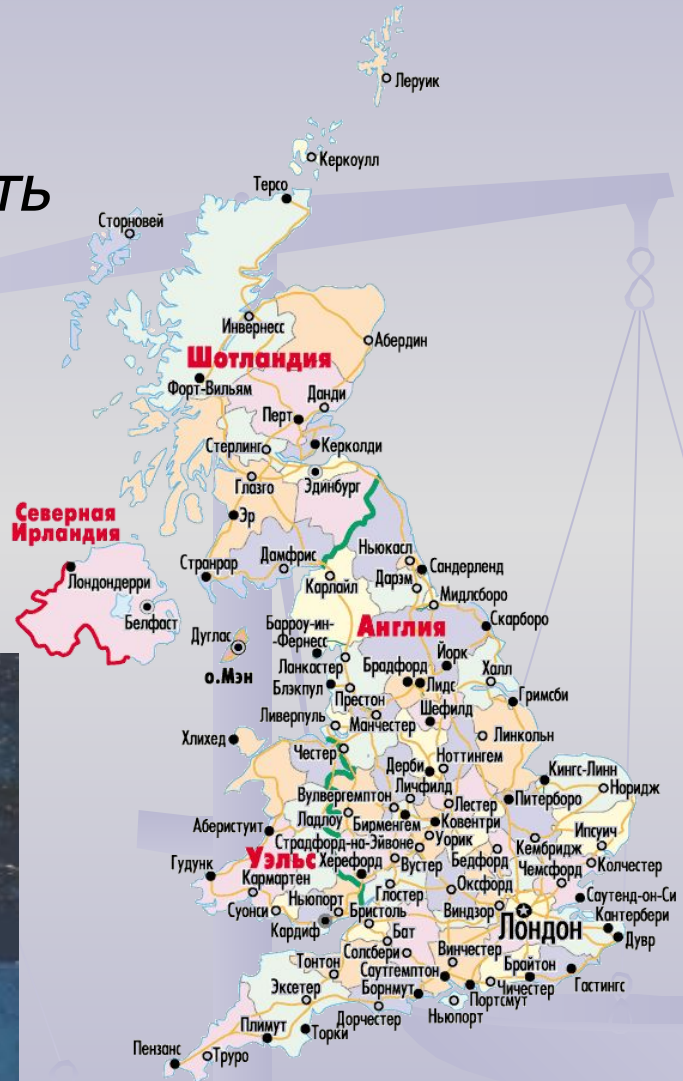 Леруик
Керкоулл
Терсо
ть
Сторновей
Инвернесс
Абердин
Шотландия
Форт-Вильям
Данди
Перт
Стерлинг
Керколди
Глазго
Эдинбург
Эр
Северная
Ирландия
Ньюкасл
Дамфрис
Странрар
Сандерленд
Лондондерри
Карлайл
Дарэм
Мидлсборо
Белфаст
Барроу-ин-
-Фернесс
Скарборо
Англия
Дуглас
о.Мэн
Йорк
Ланкастер
Брадфорд
Халл
Блэкпул
Лидс
Престон
Гримсби
Шефилд
Ливерпуль
Манчестер
Хлихед
Линкольн
Честер
Ноттингем
Дерби
Кингс-Линн
Личфилд
Норидж
Вулвергемптон
Лестер
Питерборо
Ладлоу
Бирменгем
Ковентри
Аберистуит
Ипсуич
Страдфорд-на-Эйвоне
Уорик
Кембридж
Уэльс
Херефорд
Вустер
Бедфорд
Колчестер
Гудунк
Чемсфорд
Кармартен
Оксфорд
Глостер
Саутенд-он-Си
Ньюпорт
Суонси
Бристоль
Виндзор
Лондон
Кантербери
Кардиф
Бат
Дувр
Солсбери
Винчестер
Тонтон
Саутгемптон
Брайтон
Эксетер
Борнмут
Чичестер
Гастингс
Портсмут
Дорчестер
Ньюпорт
Плимут
Торки
Пензанс
Труро